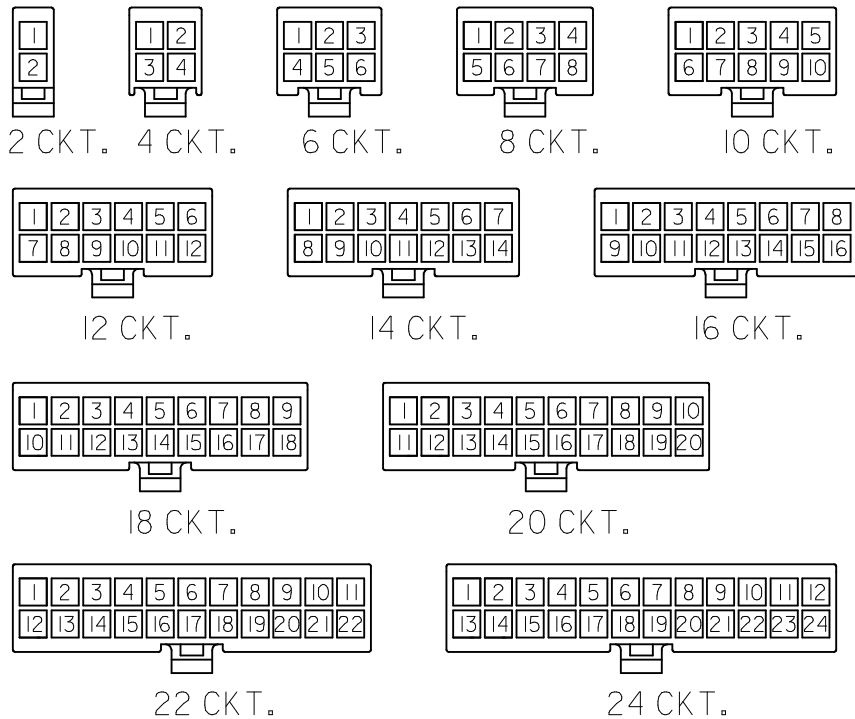 1 1 2 1 2 3 1 2 3 4 1 2 3 4 5
2 3 4 4 5 6 5 6 7 8 6 7 8 9 10
2 CKT. 4 CKT. 6 CKT. 8 CKT. 10 CKT.
1 2 3 4 5 6 1 2 3 4 5 6 7 1 2 3 4 5 6 7 8
7 8 9 10 11 12 8 9 10 11 12 13 14 9 10 11 12 13 14 15 16
12 CKT. 14 CKT. 16 CKT.
1 2 3 4 5 6 7 8 9 1 2 3 4 5 6 7 8 9 10
10 11 12 13 14 15 16 17 18 11 12 13 14 15 16 17 18 19 20
18 CKT. 20 CKT.
1 2 3 4 5 6 7 8 9 10 11 1 2 3 4 5 6 7 8 9 10 11 12
12 13 14 15 16 17 18 19 20 21 22 13 14 15 16 17 18 19 20 21 22 23 24
22 CKT. 24 CKT.